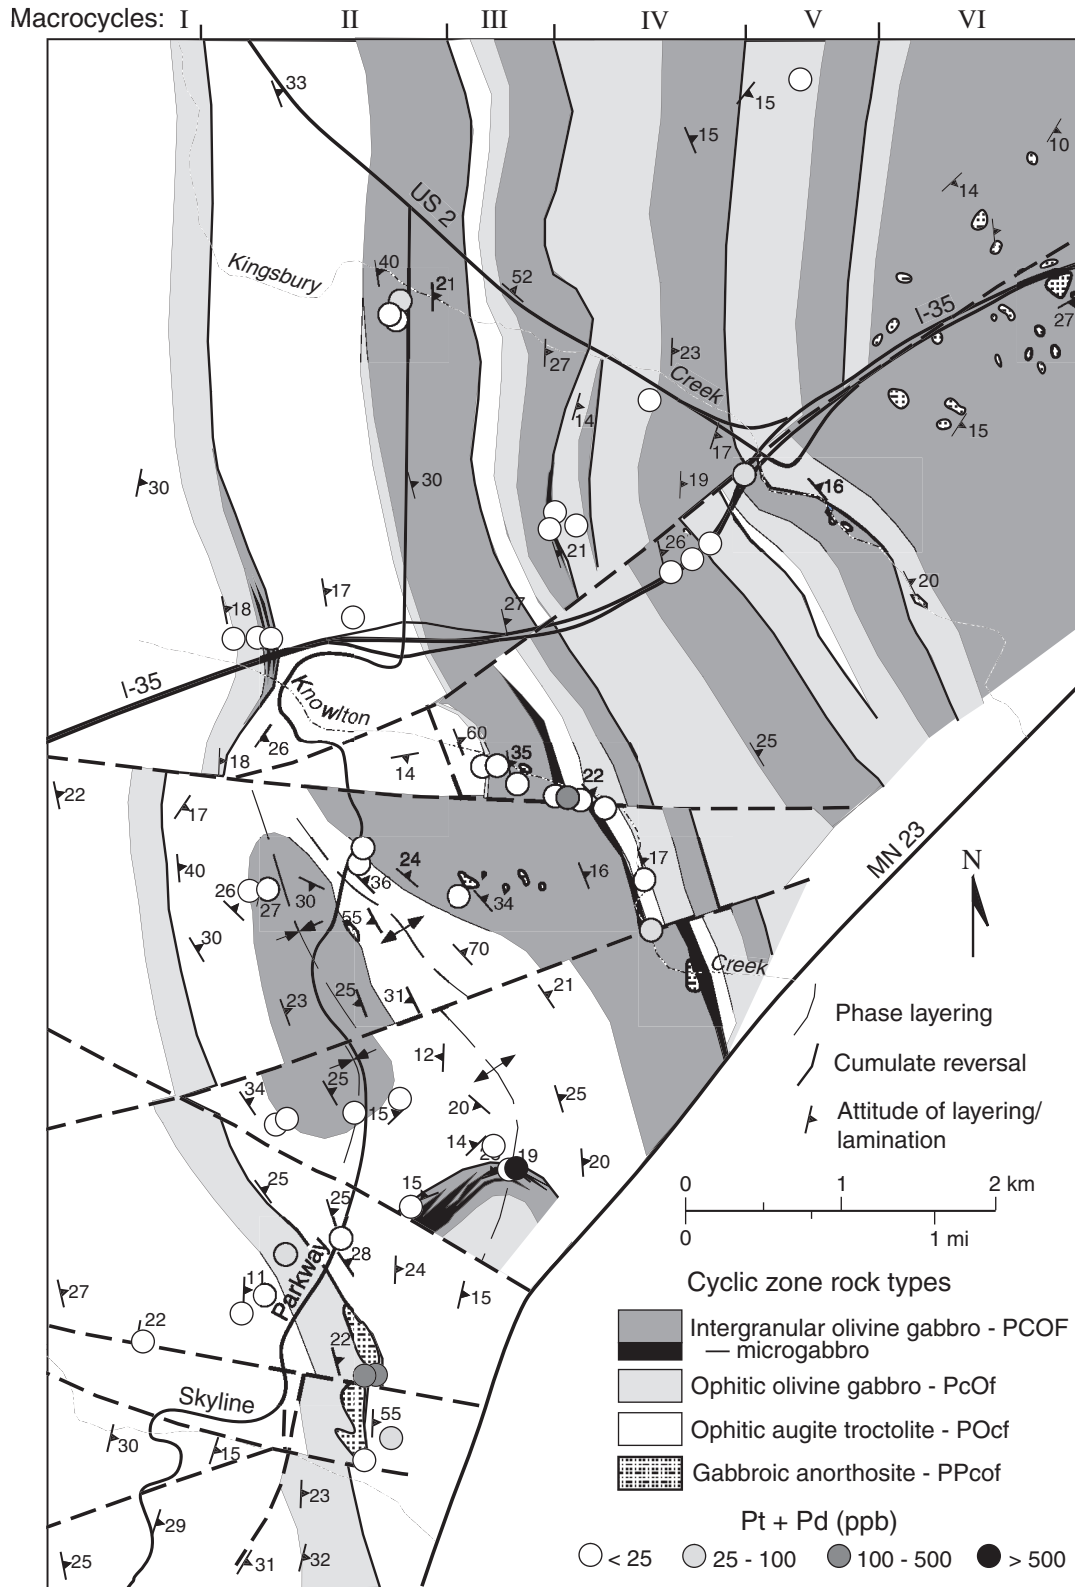 Macrocycles: I II III IV V VI
33
15
15
10
14
US 2
Kingsbury
40
21
52
I-35
27
27
23
Creek
14
15
17
30
30
19
16
21
26
20
18
17
27
I-35
Knowlton
60
26
18
14
35
25
22
22
17
MN 23
N
40
24
16
17
36
26
27
30
34
55
30
70
Creek
25
31
21
23
Phase layering
12
Cumulate reversal
34
25
15
20
25
Attitude of layering/
lamination
14
23
19
20
15
0 1 2 km
25
25
0 1 mi
28
24
Parkway
11
27
15
Cyclic zone rock types
22
Intergranular olivine gabbro - PCOF
— microgabbro
22
Ophitic olivine gabbro - PcOf
Skyline
55
Ophitic augite troctolite - POcf
30
15
Gabbroic anorthosite - PPcof
23
29
Pt + Pd (ppb)
25
31
32
< 25 25 - 100 100 - 500 > 500